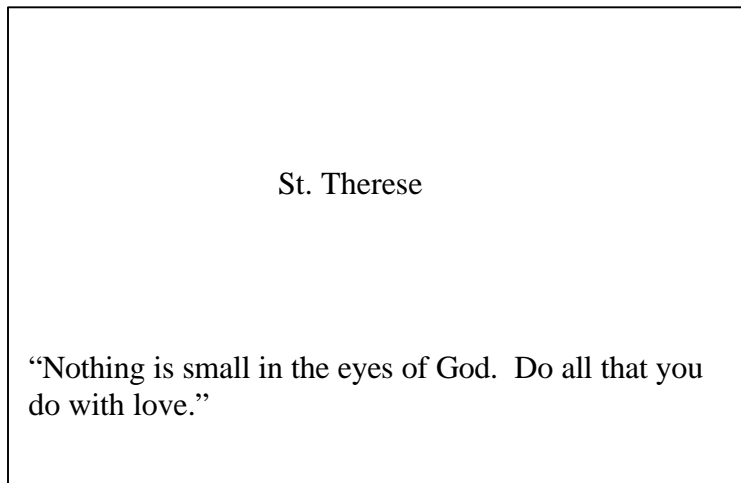 St. Therese
“Nothing is small in the eyes of God.  Do all that you
do with love.”